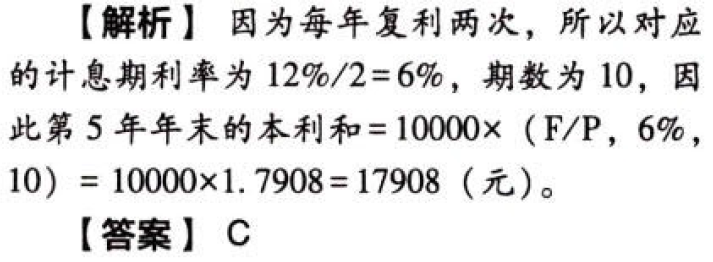 【解析】 因为每年复利两次，所以对应
的计息期利率为 12%/2=6%，期数为 10，因
此第 5 年年末的本利和=10000×（F/P，6%，
10）=10000×1.7908=17908（元）。
【答案】 C